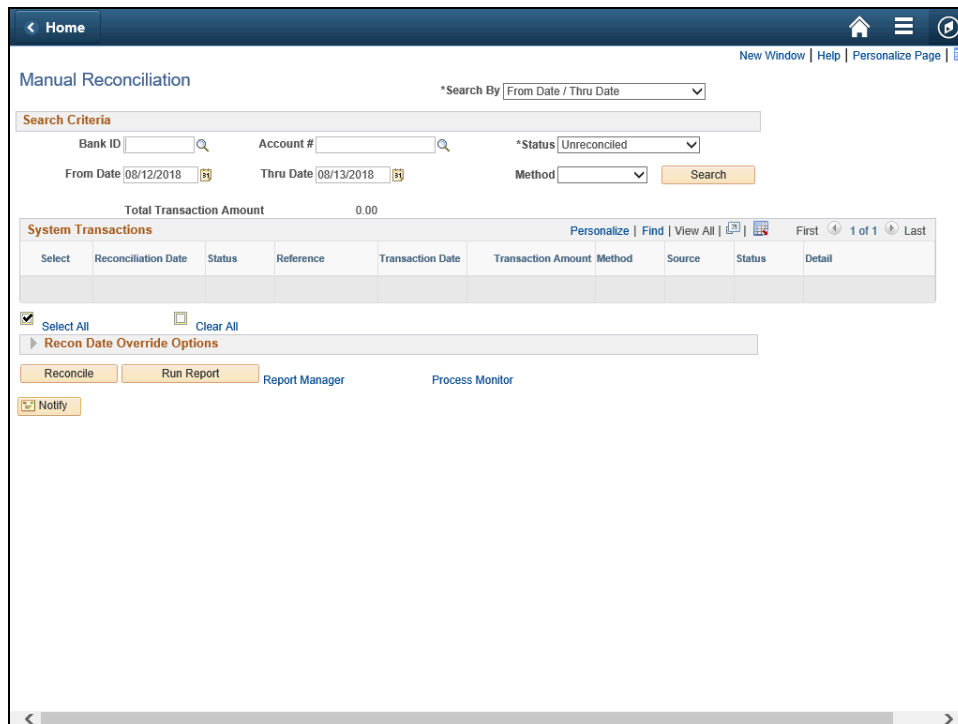 Home
New Window | Help | Personalize Page |
Manual Reconciliation
*Search By From Date / Thru Date
Search Criteria
Bank ID Account # *Status Unreconciled
From Date 08/12/2018 31 Thru Date 08/13/2018 31 Method Search
Total Transaction Amount 0.00
System Transactions Personalize | Find | View All | | First 1 of 1 Last
Select Reconciliation Date Status Reference Transaction Date Transaction Amount Method Source Status Detail
Select All Clear All
Recon Date Override Options
Reconcile Run Report Report Manager Process Monitor
Notify